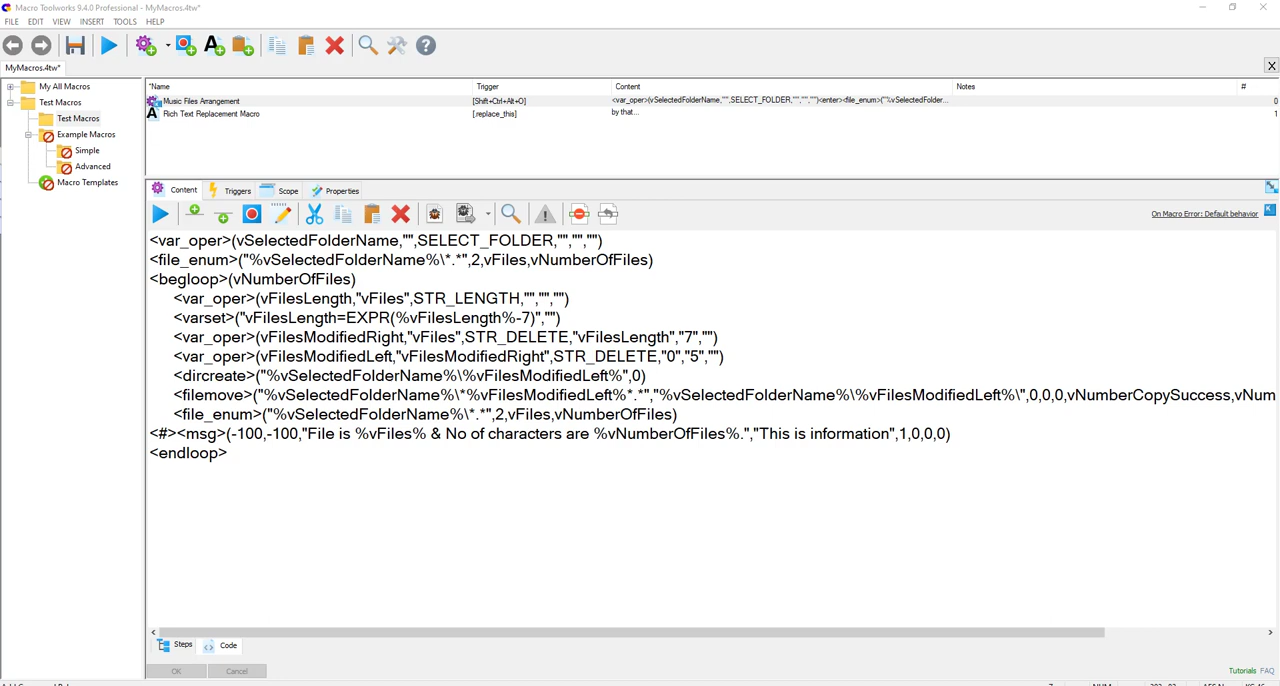 Macro Toolworks 9.4.0 Professional - MyMacros.4tw*
FILE EDIT VIEW INSERT TOOLS HELP
MyMacros.4tw*
My All Macros
Test Macros
Test Macros
Example Macros
Simple
Advanced
Macro Templates
*Name Trigger Content Notes #
Music Files Arrangement [Shift+Ctrl+Alt+O] <var_oper>(vSelectedFolderName,"",SELECT_FOLDER,"","","")<enter><file_enum>("%vSelectedFolder... 0
Rich Text Replacement Macro [.replace_this] by that... 1
Content Triggers Scope Properties
On Macro Error: Default behavior
<var_oper>(vSelectedFolderName,"",SELECT_FOLDER,"","","")
<file_enum>("%vSelectedFolderName%\*.*",2,vFiles,vNumberOfFiles)
<begloop>(vNumberOfFiles)
<var_oper>(vFilesLength,"vFiles",STR_LENGTH,"","","")
<varset>("vFilesLength=EXPR(%vFilesLength%-7)","")
<var_oper>(vFilesModifiedRight,"vFiles",STR_DELETE,"vFilesLength","7","")
<var_oper>(vFilesModifiedLeft,"vFilesModifiedRight",STR_DELETE,"0","5","")
<dircreate>("%vSelectedFolderName%\%vFilesModifiedLeft%",0)
<filemove>("%vSelectedFolderName%\*%vFilesModifiedLeft%*.*","%vSelectedFolderName%\%vFilesModifiedLeft%\",0,0,0,vNumberCopySuccess,vNum
<file_enum>("%vSelectedFolderName%\*.*",2,vFiles,vNumberOfFiles)
<#><msg>(-100,-100,"File is %vFiles% & No of characters are %vNumberOfFiles%.","This is information",1,0,0,0)
<endloop>
Steps Code
OK Cancel
Tutorials FAQ